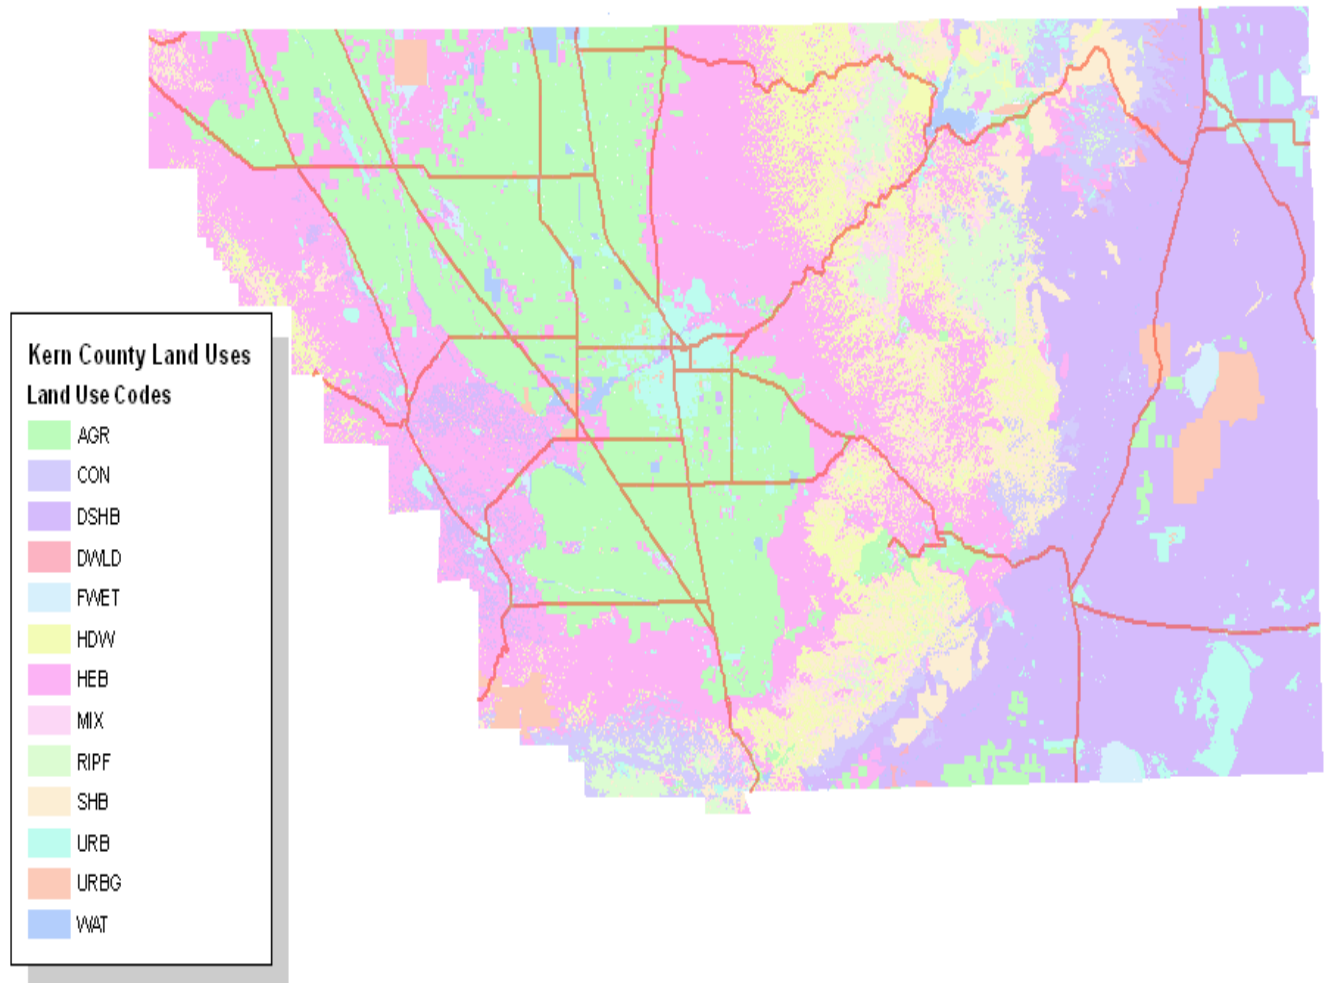 Kern County Land Uses
Land Use Codes
AGR
CON
DSHB
DWLD
FWET
HDW
HEB
MIX
RIPF
SHB
URB
URBG
WAT